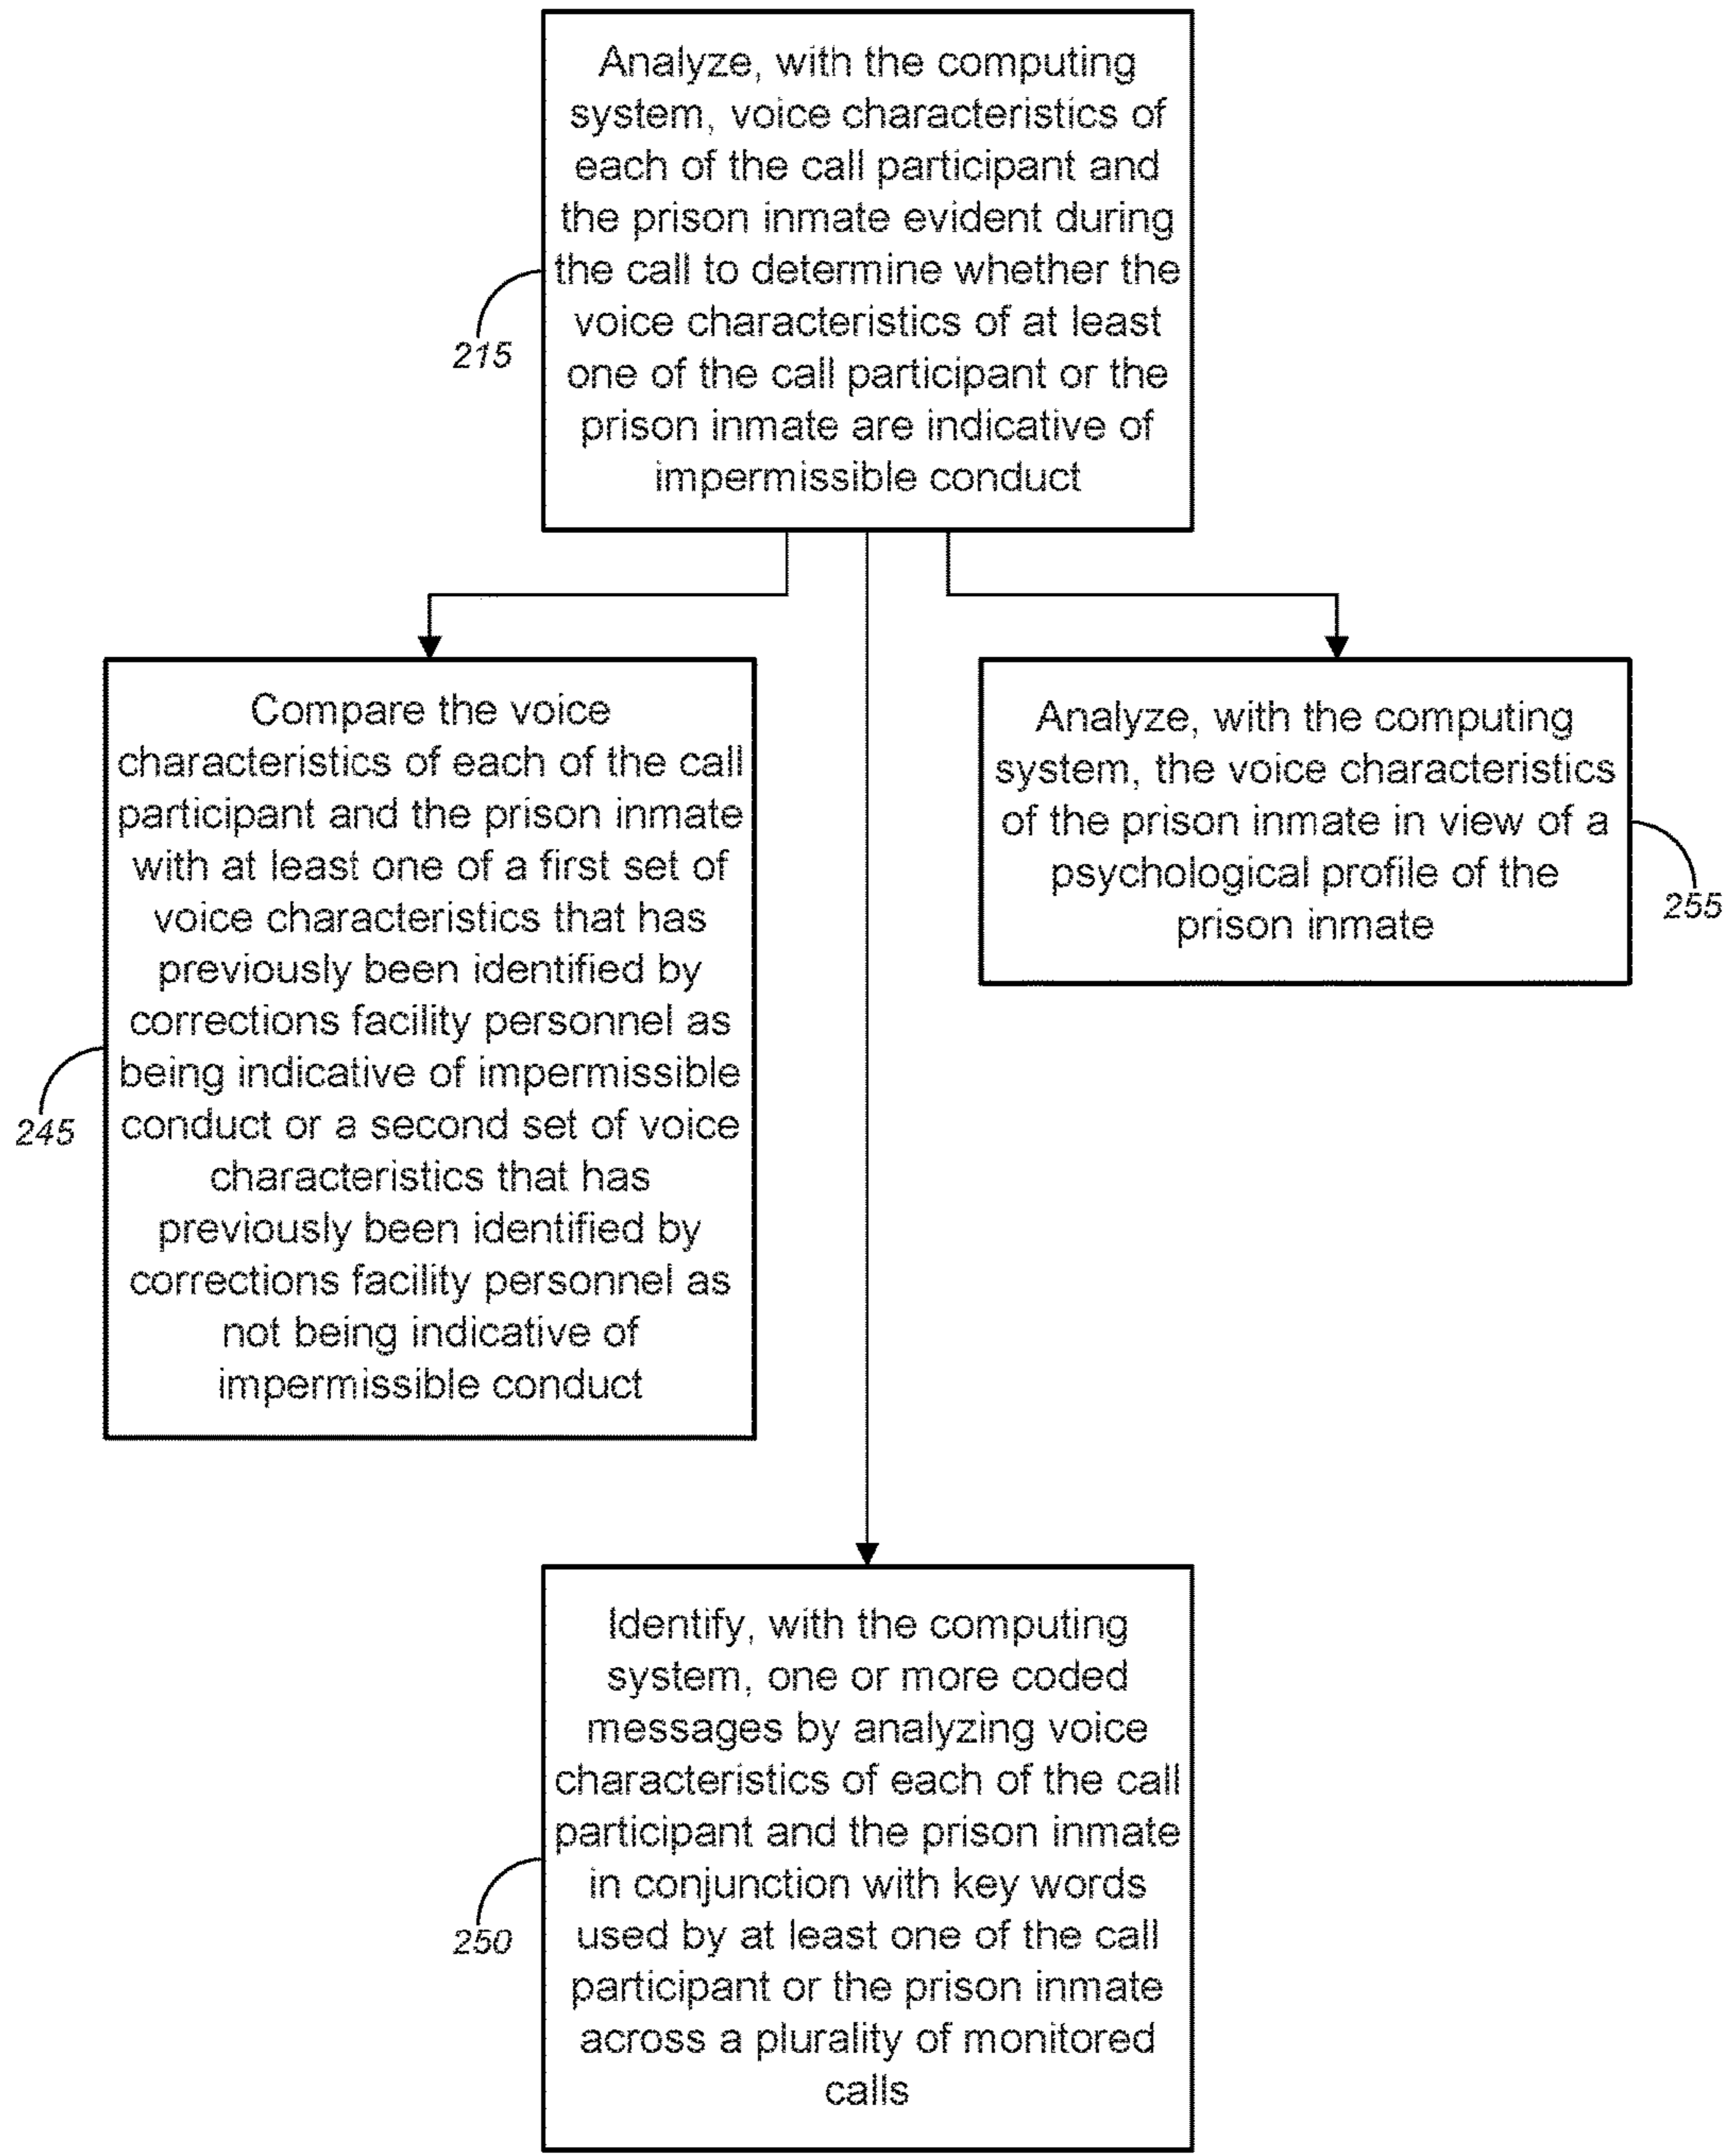 Analyze, with the computing
system, voice characteristics of
each of the call participant and
the prison inmate evident during
the call to determine whether the
voice characteristics of at least
one of the call participant or the
prison inmate are indicative of
impermissible conduct
215
Compare the voice
characteristics of each of the call
participant and the prison inmate
with at least one of a first set of
voice characteristics that has
previously been identified by
corrections facility personnel as
being indicative of impermissible
conduct or a second set of voice
characteristics that has
previously been identified by
corrections facility personnel as
not being indicative of
impermissible conduct
245
Analyze, with the computing
system, the voice characteristics
of the prison inmate in view of a
psychological profile of the
prison inmate
255
Identify, with the computing
system, one or more coded
messages by analyzing voice
characteristics of each of the call
participant and the prison inmate
in conjunction with key words
used by at least one of the call
participant or the prison inmate
across a plurality of monitored
calls
250